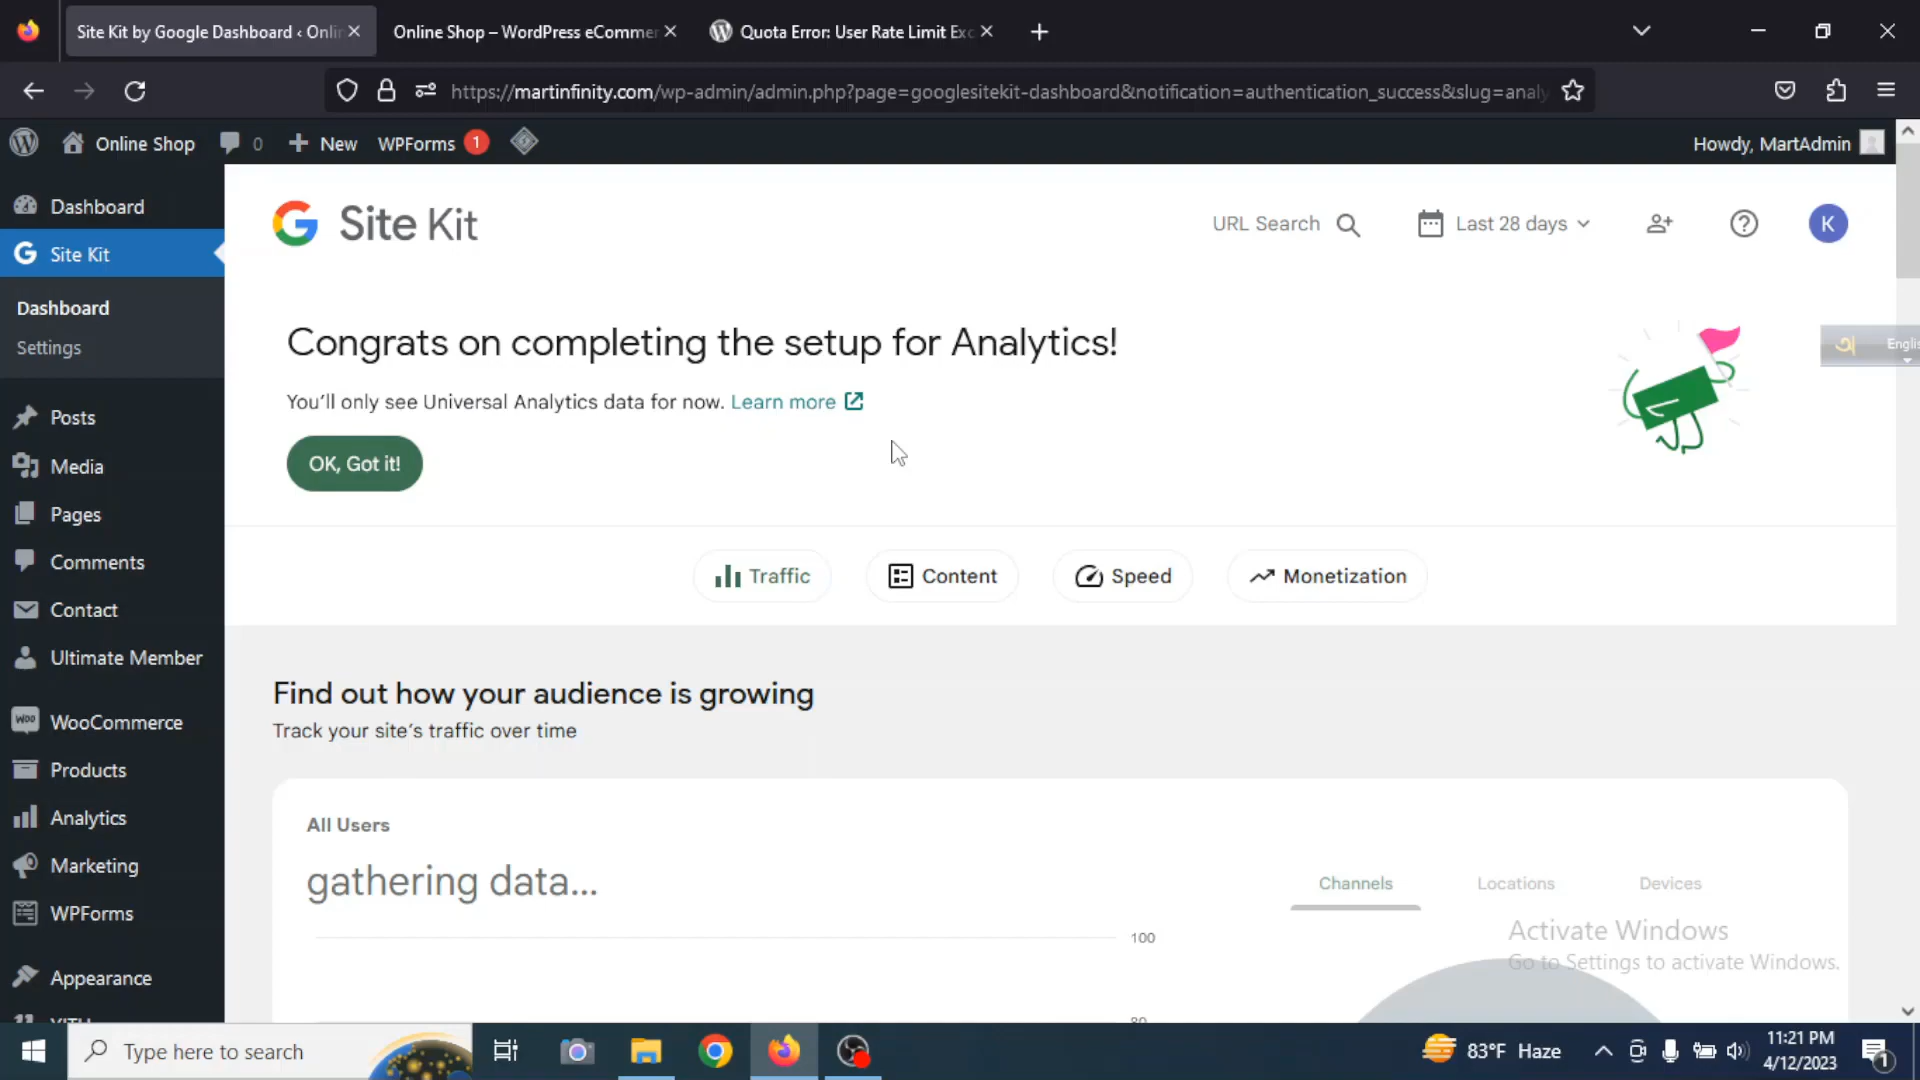 Site Kit by Google Dashboard ‹ Onlin
Online Shop – WordPress eCommer
Quota Error: User Rate Limit Exc
https://martinfinity.com/wp-admin/admin.php?page=googlesitekit-dashboard&notification=authentication_success&slug=analy
Online Shop
0
New
WPForms 1
Howdy, MartAdmin
Dashboard
Site Kit
Dashboard
Settings
Posts
Media
Pages
Comments
Contact
Ultimate Member
WooCommerce
Products
Analytics
Marketing
WPForms
Appearance
Site Kit
URL Search
Last 28 days
K
Congrats on completing the setup for Analytics!
You'll only see Universal Analytics data for now. Learn more
OK, Got it!
Englis
Traffic
Content
Speed
Monetization
Find out how your audience is growing
Track your site's traffic over time
All Users
gathering data...
Channels
Locations
Devices
100
80
Activate Windows
Go to Settings to activate Windows.
Type here to search
83°F Haze
11:21 PM
4/12/2023
1